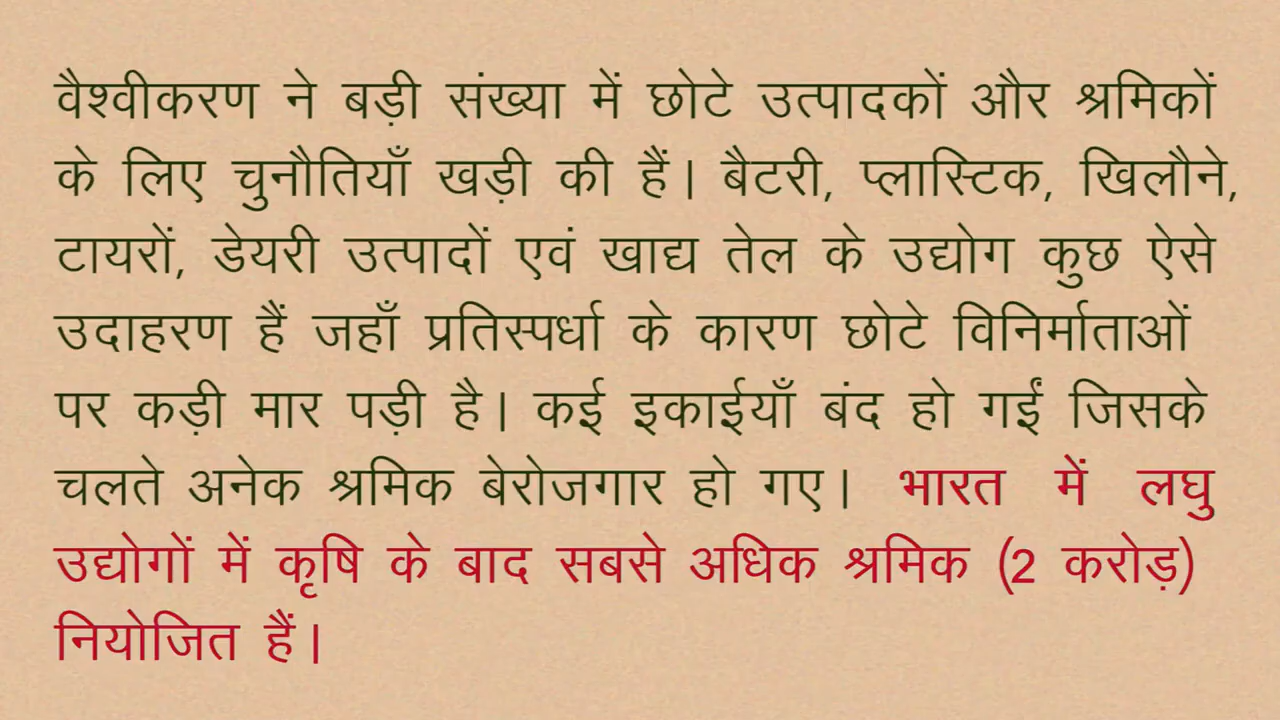 वैश्वीकरण ने बड़ी संख्या में छोटे उत्पादकों और श्रमिकों
के लिए चुनौतियाँ खड़ी की हैं। बैटरी, प्लास्टिक, खिलौने,
टायरों, डेयरी उत्पादों एवं खाद्य तेल के उद्योग कुछ ऐसे
उदाहरण हैं जहाँ प्रतिस्पर्धा के कारण छोटे विनिर्माताओं
पर कड़ी मार पड़ी है। कई इकाईयाँ बंद हो गईं जिसके
चलते अनेक श्रमिक बेरोजगार हो गए। भारत में लघु
उद्योगों में कृषि के बाद सबसे अधिक श्रमिक (2 करोड़)
नियोजित हैं।